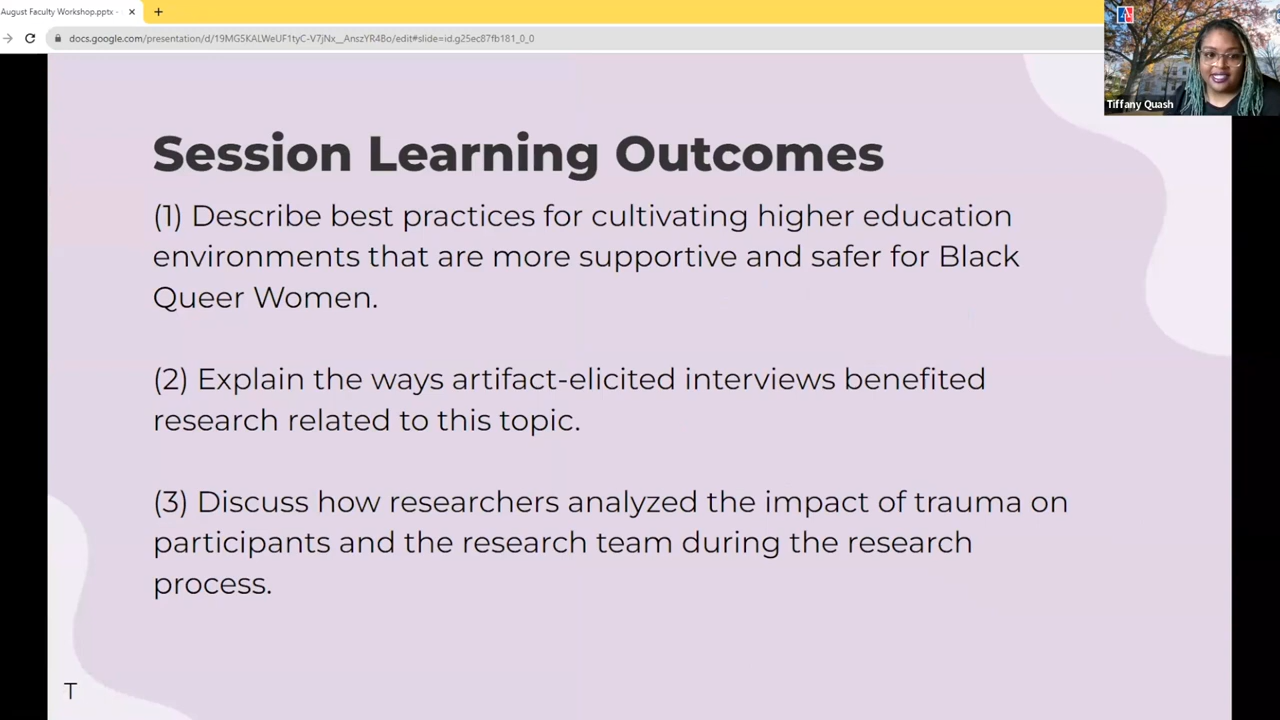 August Faculty Workshop.pptx -
docs.google.com/presentation/d/19MG5KALWeUF1tyC-V7jNx__AnszYR4Bo/edit#slide=id.g25ec87fb181_0_0
Tiffany Quash
Session Learning Outcomes
(1) Describe best practices for cultivating higher education
environments that are more supportive and safer for Black
Queer Women.
(2) Explain the ways artifact-elicited interviews benefited
research related to this topic.
(3) Discuss how researchers analyzed the impact of trauma on
participants and the research team during the research
process.
T